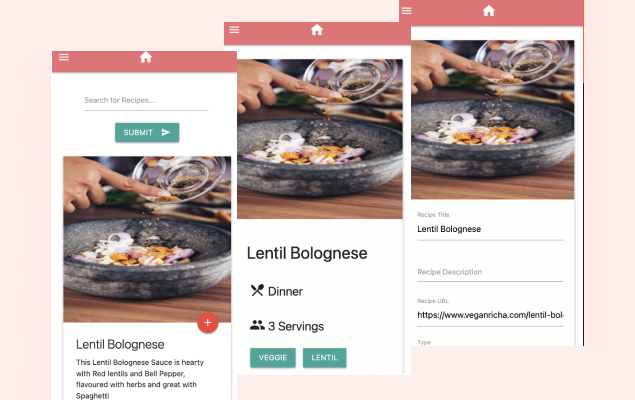 Search for Recipes...
SUBMIT
Lentil Bolognese
This Lentil Bolognese Sauce is hearty
with Red lentils and Bell Pepper,
flavoured with herbs and great with
Spaghetti
Lentil Bolognese
Dinner
3 Servings
VEGGIE
LENTIL
Recipe Title
Lentil Bolognese
Recipe Description
Recipe URL
https://www.veganricha.com/lentil-bol
Type